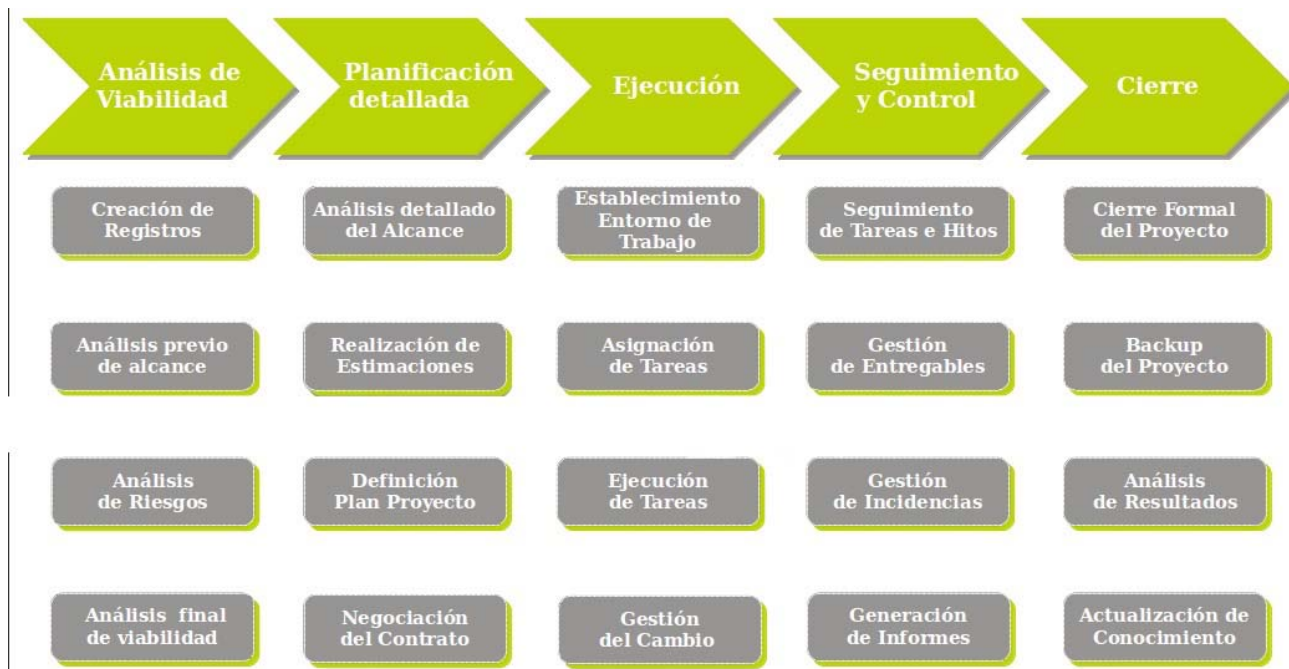 Análisis de
Viabilidad
Planificación
detallada
Ejecución
Seguimiento
y Control
Cierre
Creación de
Registros
Análisis detallado
del Alcance
Establecimiento
Entorno de
Trabajo
Seguimiento
de Tareas e Hitos
Cierre Formal
del Proyecto
Análisis previo
de alcance
Realización de
Estimaciones
Asignación
de Tareas
Gestión
de Entregables
Backup
del Proyecto
Análisis
de Riesgos
Definición
Plan Proyecto
Ejecución
de Tareas
Gestión
de Incidencias
Análisis
de Resultados
Análisis final
de viabilidad
Negociación
del Contrato
Gestión
del Cambio
Generación
de Informes
Actualización de
Conocimiento